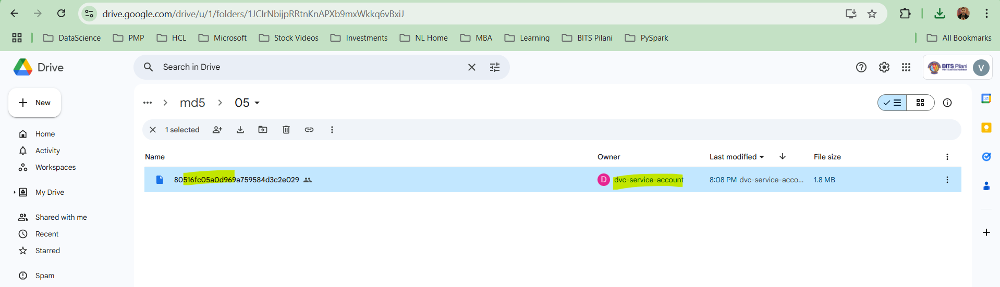 drive.google.com/drive/u/1/folders/1JCIrNbijpRRtnKnAPXb9mxWkkq6vBxiJ
DataScience PMP HCL Microsoft Stock Videos Investments NL Home MBA Learning BITS Pilani PySpark All Bookmarks
Drive Search in Drive BITS Pilani V
New
... > md5 > 05
1 selected
Home
Activity
Workspaces
My Drive
Shared with me
Recent
Starred
Spam
Name Owner Last modified File size
80516fc05a0d969a759584d3c2e029 D dvc-service-account 8:08 PM dvc-service-acco... 1.8 MB
31